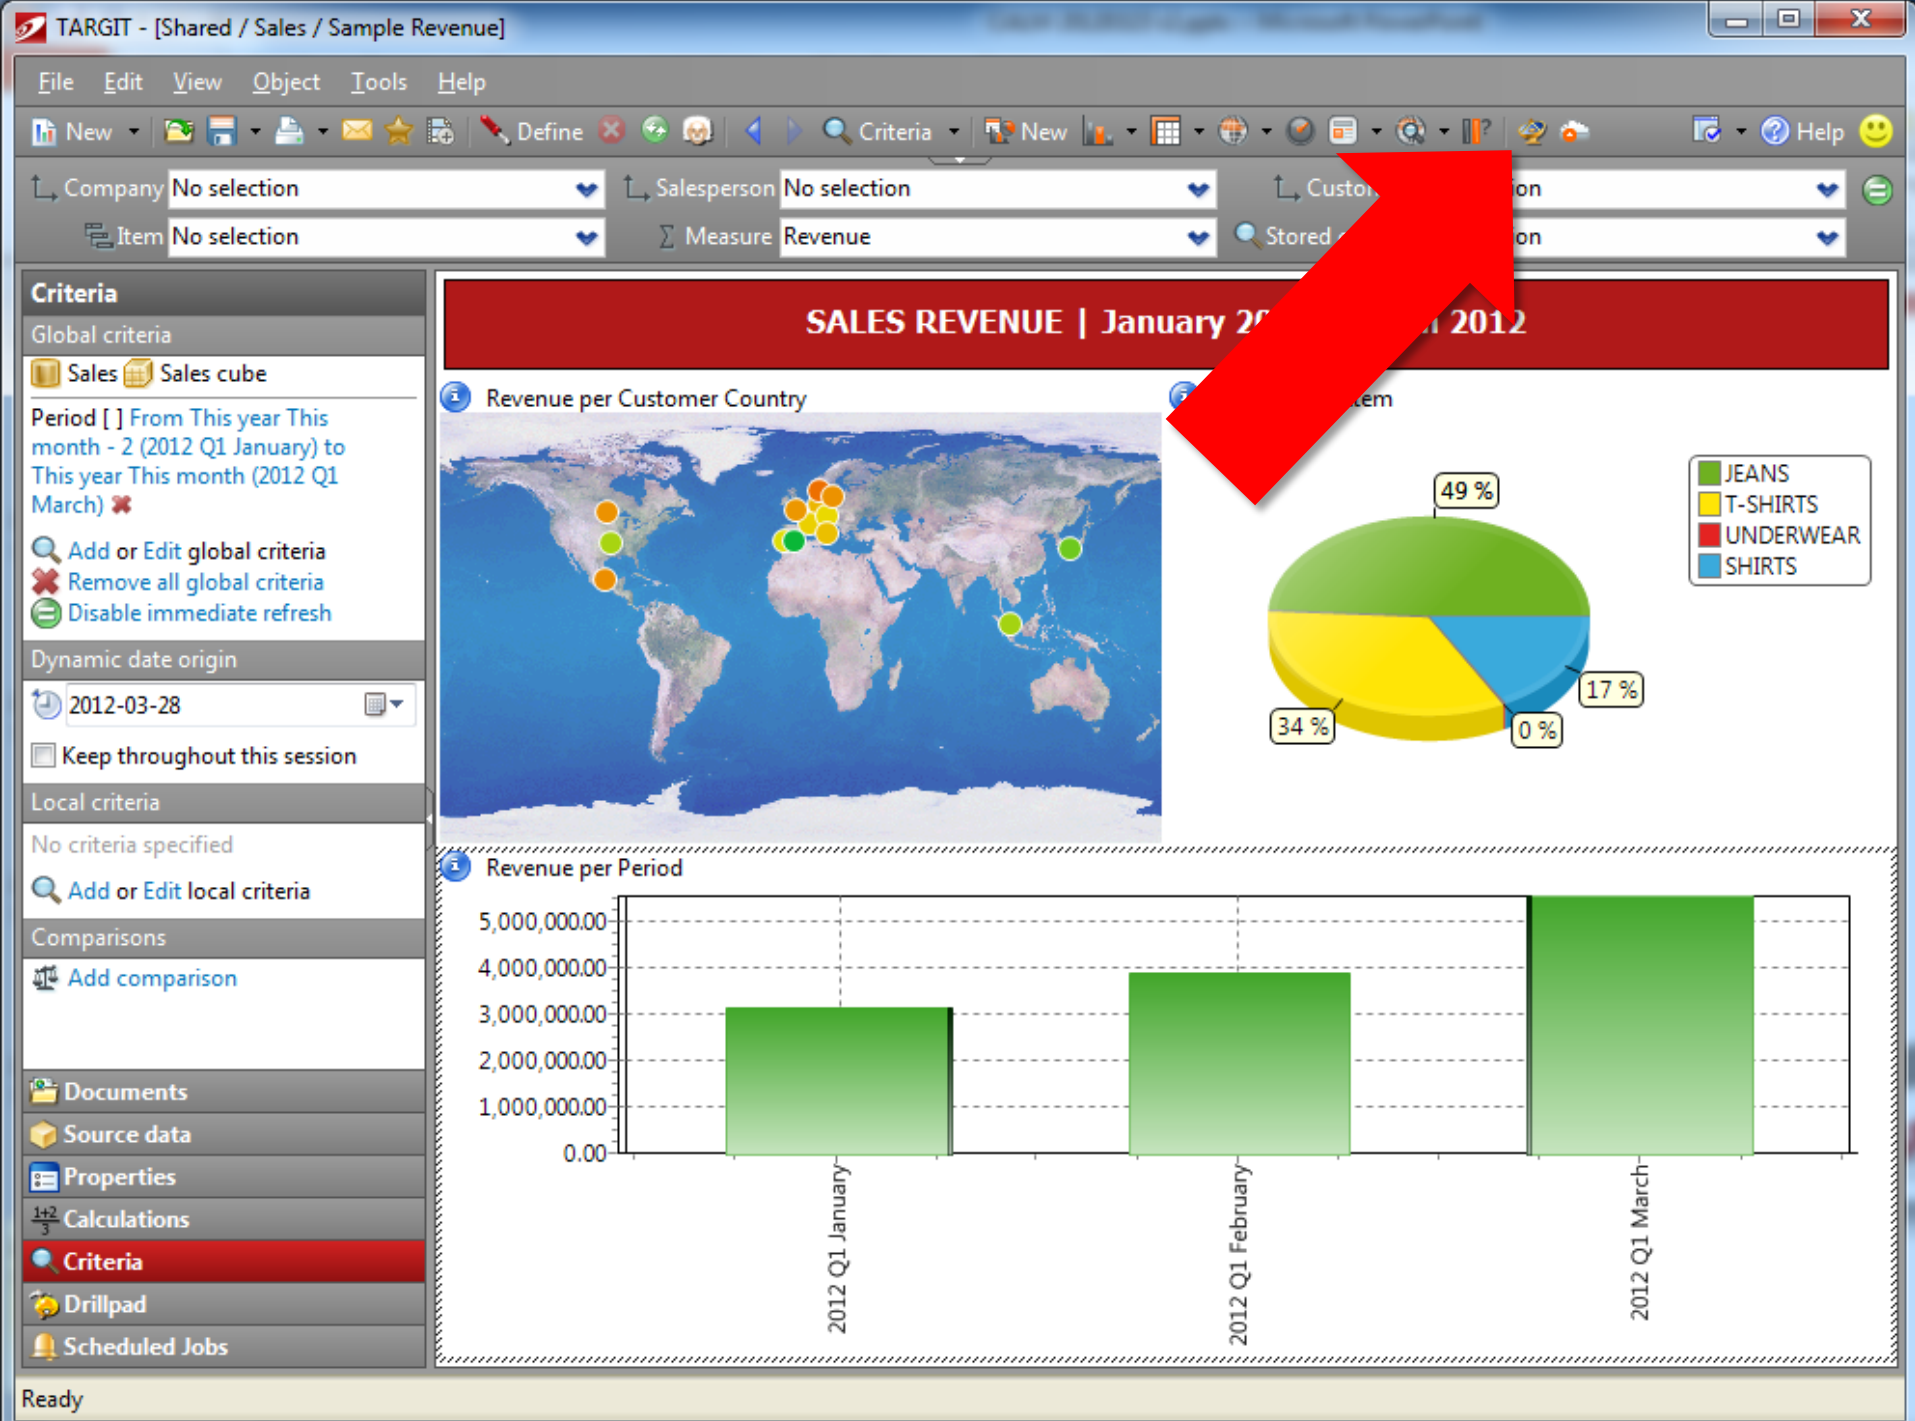 TARGIT - [Shared / Sales / Sample Revenue]
File Edit View Object Tools Help
New Define Criteria New Help
Company No selection Salesperson No selection
Item No selection Measure Revenue Stored
Criteria
Global criteria
Sales Sales cube
Period [ ] From This year This
month - 2 (2012 Q1 January) to
This year This month (2012 Q1
March)
Add or Edit global criteria
Remove all global criteria
Disable immediate refresh
Dynamic date origin
2012-03-28
Keep throughout this session
Local criteria
No criteria specified
Add or Edit local criteria
Comparisons
Add comparison
Documents
Source data
Properties
1+2
3
Calculations
Criteria
Drillpad
Scheduled Jobs
Ready
SALES REVENUE | January 2012
Revenue per Customer Country
49 %
34 %
0 %
17 %
JEANS
T-SHIRTS
UNDERWEAR
SHIRTS
Revenue per Period
5,000,000.00
4,000,000.00
3,000,000.00
2,000,000.00
1,000,000.00
0.00
2012 Q1 January
2012 Q1 February
2012 Q1 March